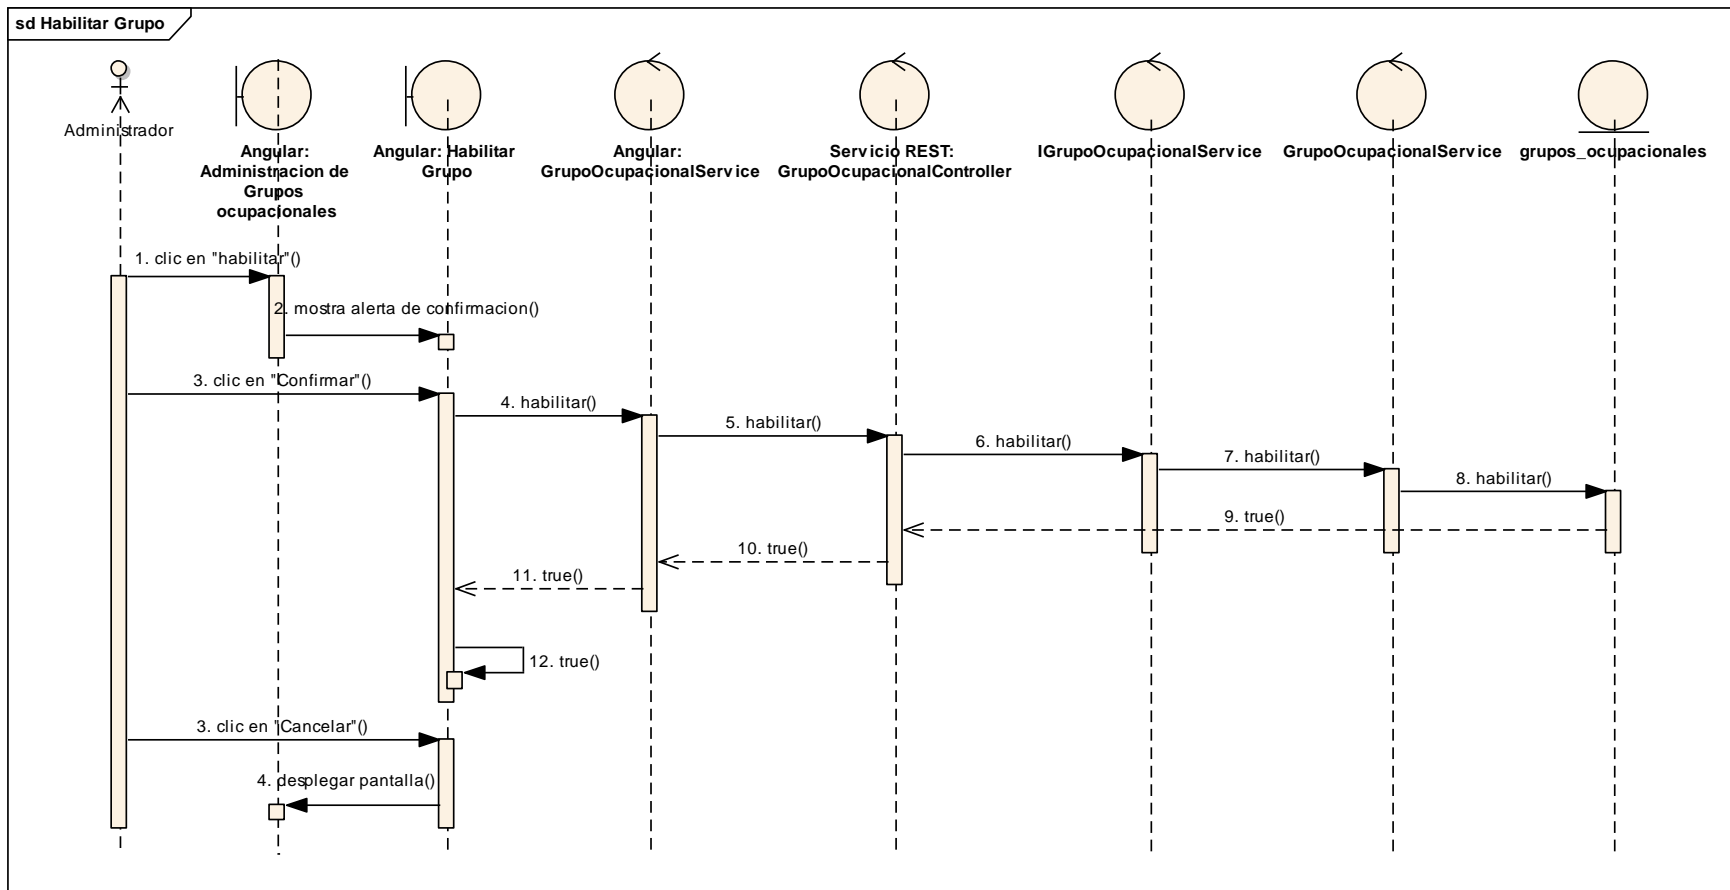 sd Habilitar Grupo
Administrador
Angular:
Administracion de
Grupos
ocupacionales
Angular: Habilitar
Grupo
Angular:
GrupoOcupacionalService
Servicio REST:
GrupoOcupacionalController
IGrupoOcupacionalService
GrupoOcupacionalService
grupos_ocupacionales
1. clic en "habilitar"()
2. mostra alerta de confirmacion()
3. clic en "Confirmar"()
4. habilitar()
5. habilitar()
6. habilitar()
7. habilitar()
8. habilitar()
9. true()
10. true()
11. true()
12. true()
3. clic en "Cancelar"()
4. desplegar pantalla()